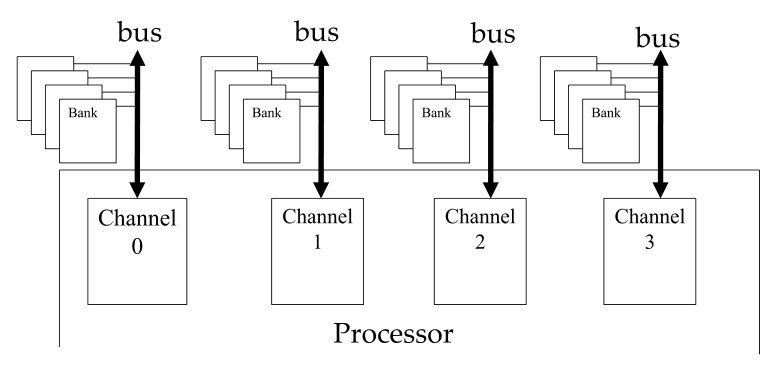 bus bus bus bus
Bank Bank Bank Bank
Channel Channel Channel Channel
0 1 2 3
Processor